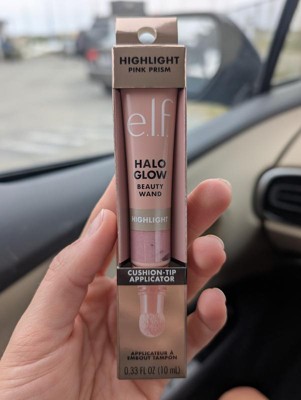 HIGHLIGHT
PINK PRISM
e.l.f.
HALO
GLOW
BEAUTY
WAND
HIGHLIGHT
CUSHION-TIP
APPLICATOR
APPLICATEUR À
EMBOUT TAMPON
0.33 FL OZ (10 mL)